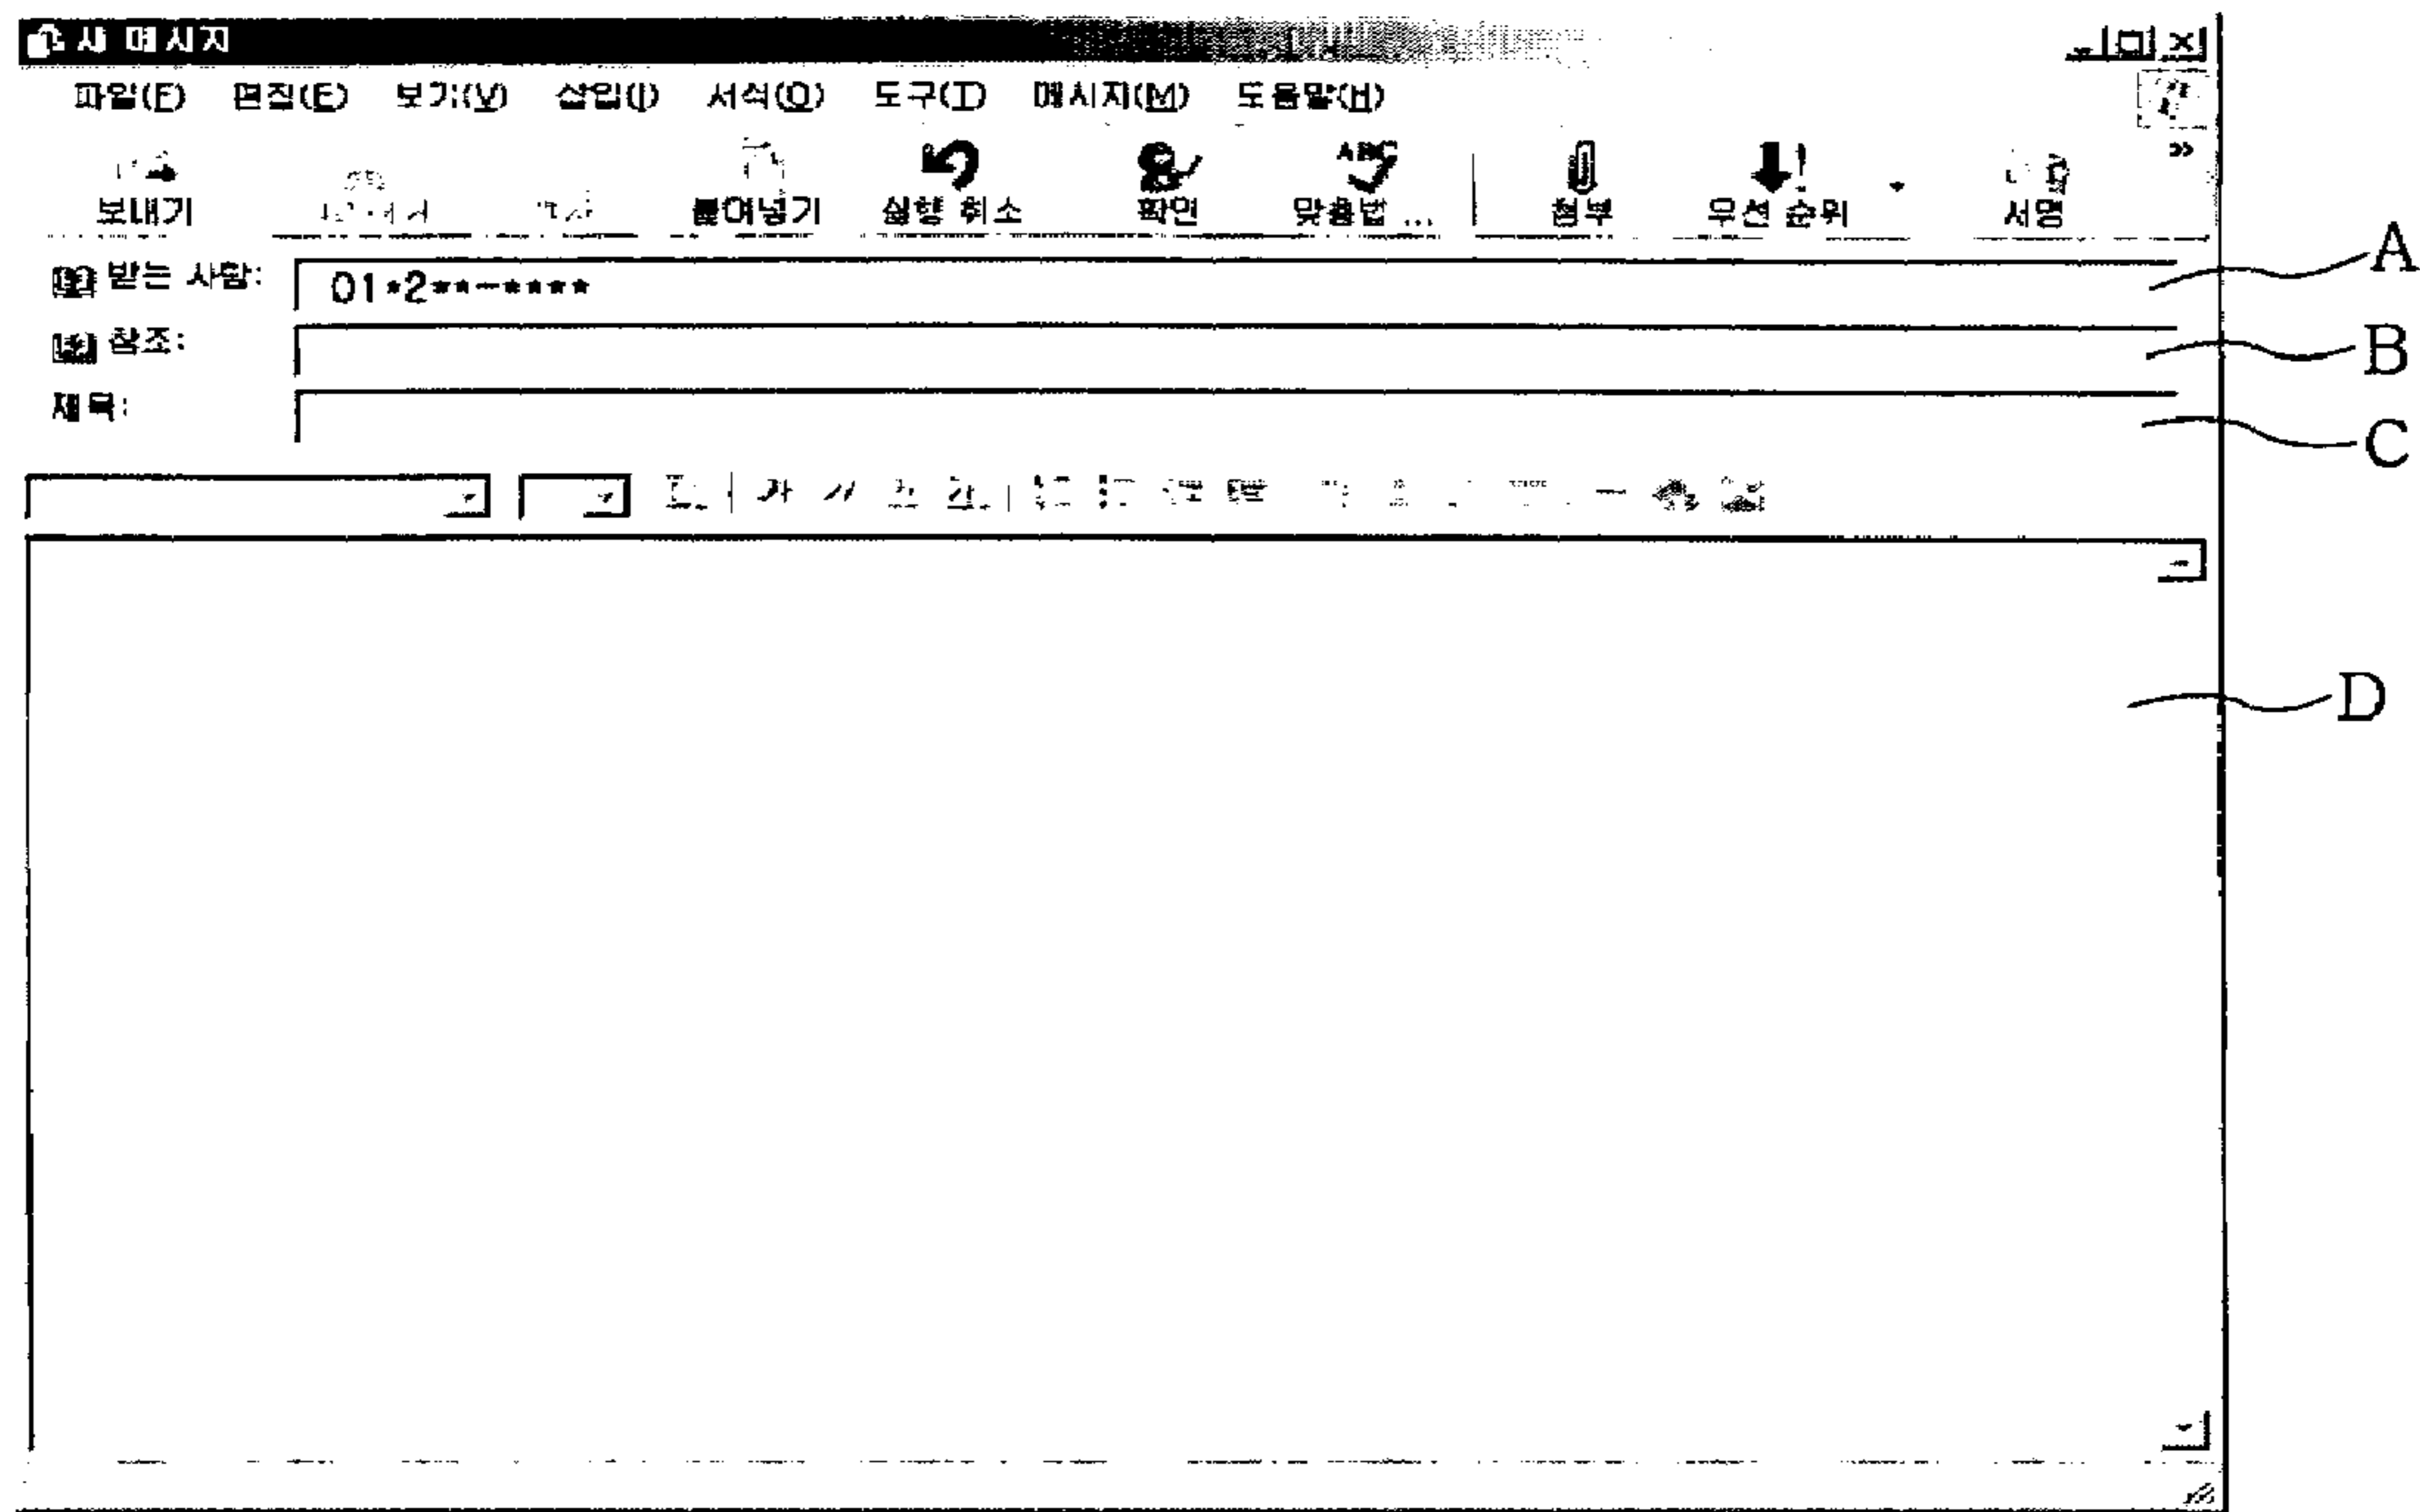 새 메시지
파일(F) 편집(E) 보기(V) 삽입(I) 서식(O) 도구(T) 메시지(M) 도움말(H)
보내기 붙여넣기 실행 취소 확인 맞춤법 ... 첨부 우선 순위 서명
받는 사람: 01*2**-**** A
참조: B
제목: C
D